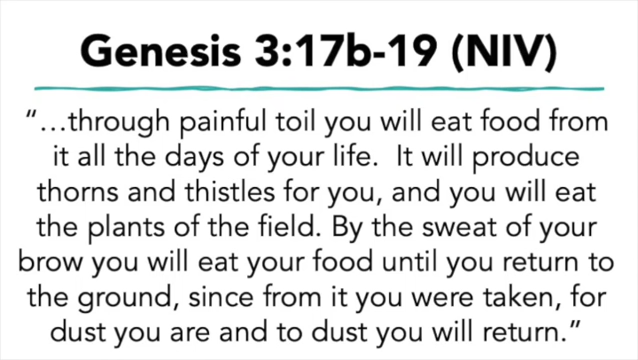 Genesis 3:17b-19 (NIV)
“...through painful toil you will eat food from
it all the days of your life.  It will produce
thorns and thistles for you, and you will eat
the plants of the field. By the sweat of your
brow you will eat your food until you return to
the ground, since from it you were taken, for
dust you are and to dust you will return.”